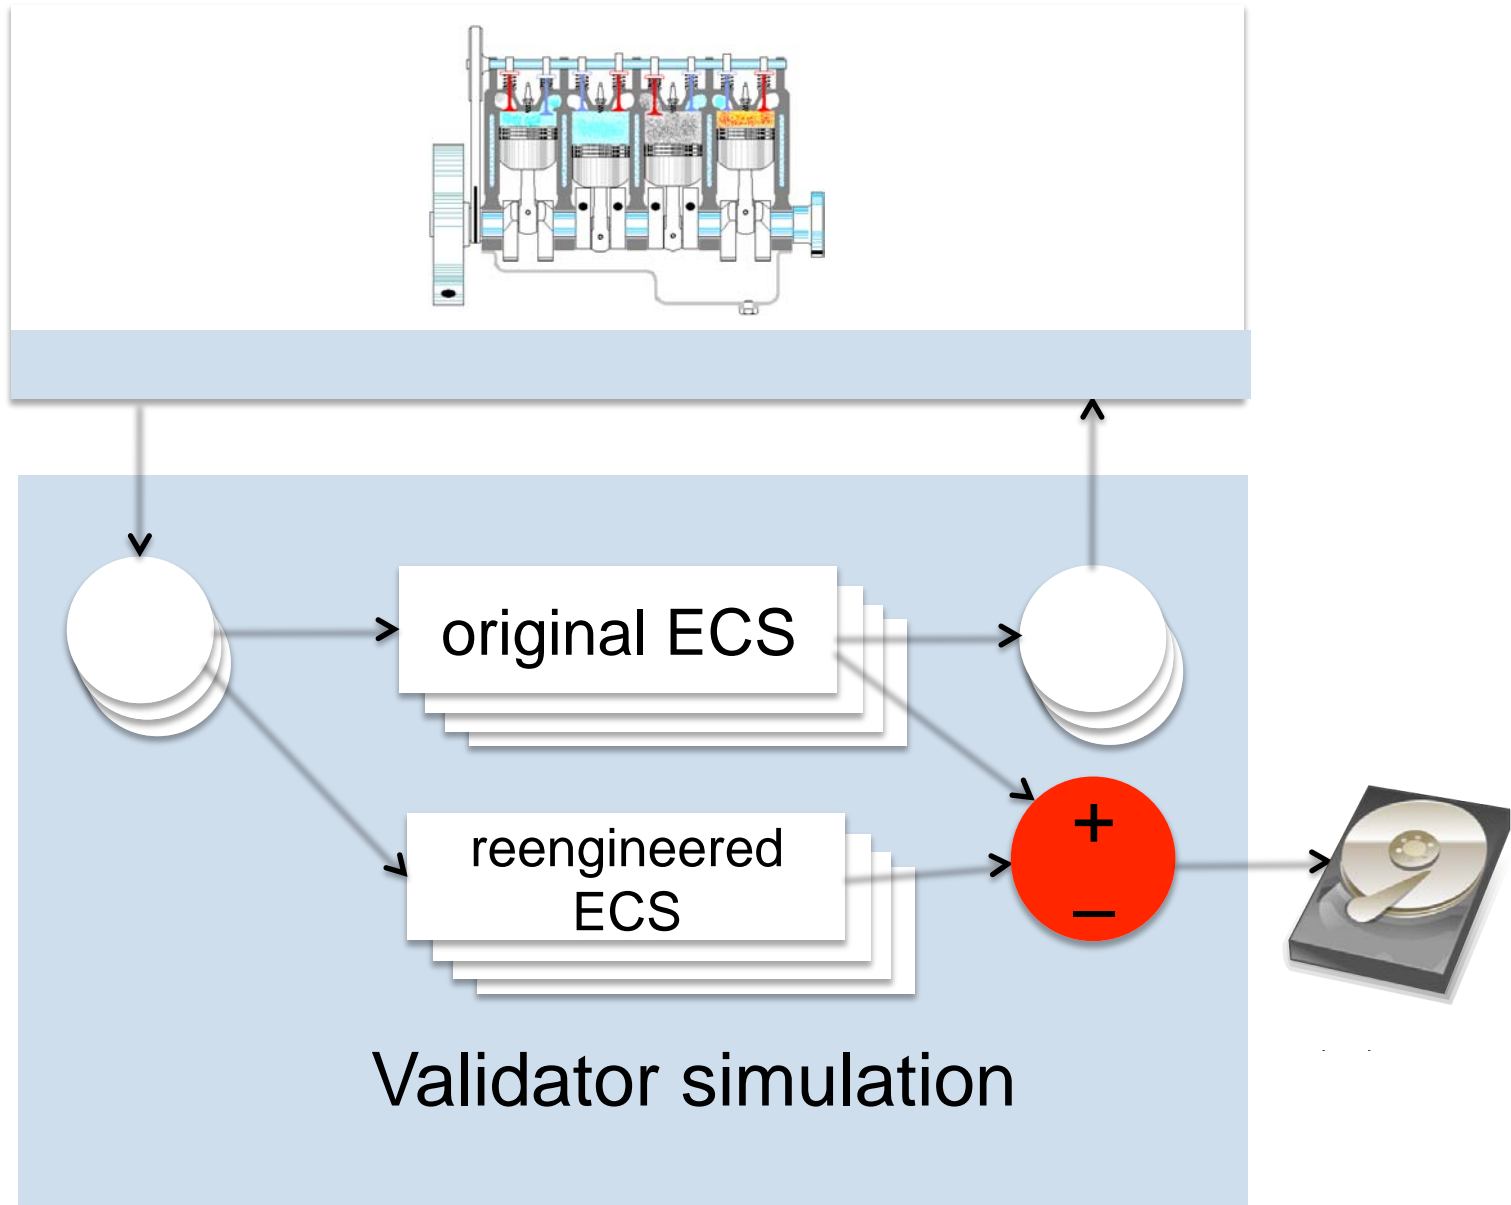 original ECS
+
–
reengineered
ECS
Validator simulation